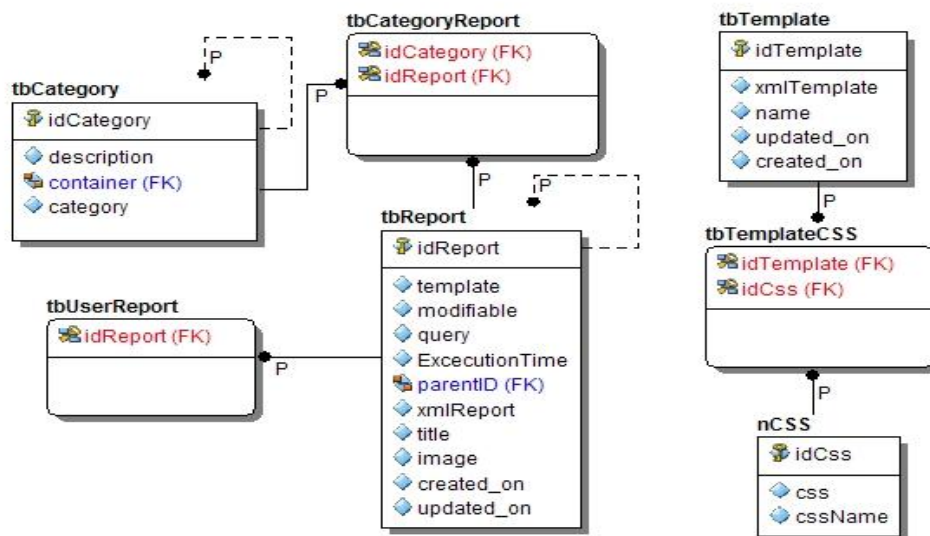 tbCategory
idCategory
description
container (FK)
category
P
tbCategoryReport
idCategory (FK)
idReport (FK)
P
P
P
tbReport
idReport
template
modifiable
query
ExcecutionTime
parentID (FK)
xmlReport
title
image
created_on
updated_on
tbUserReport
idReport (FK)
P
tbTemplate
idTemplate
xmlTemplate
name
updated_on
created_on
P
tbTemplateCSS
idTemplate (FK)
idCss (FK)
P
nCSS
idCss
css
cssName